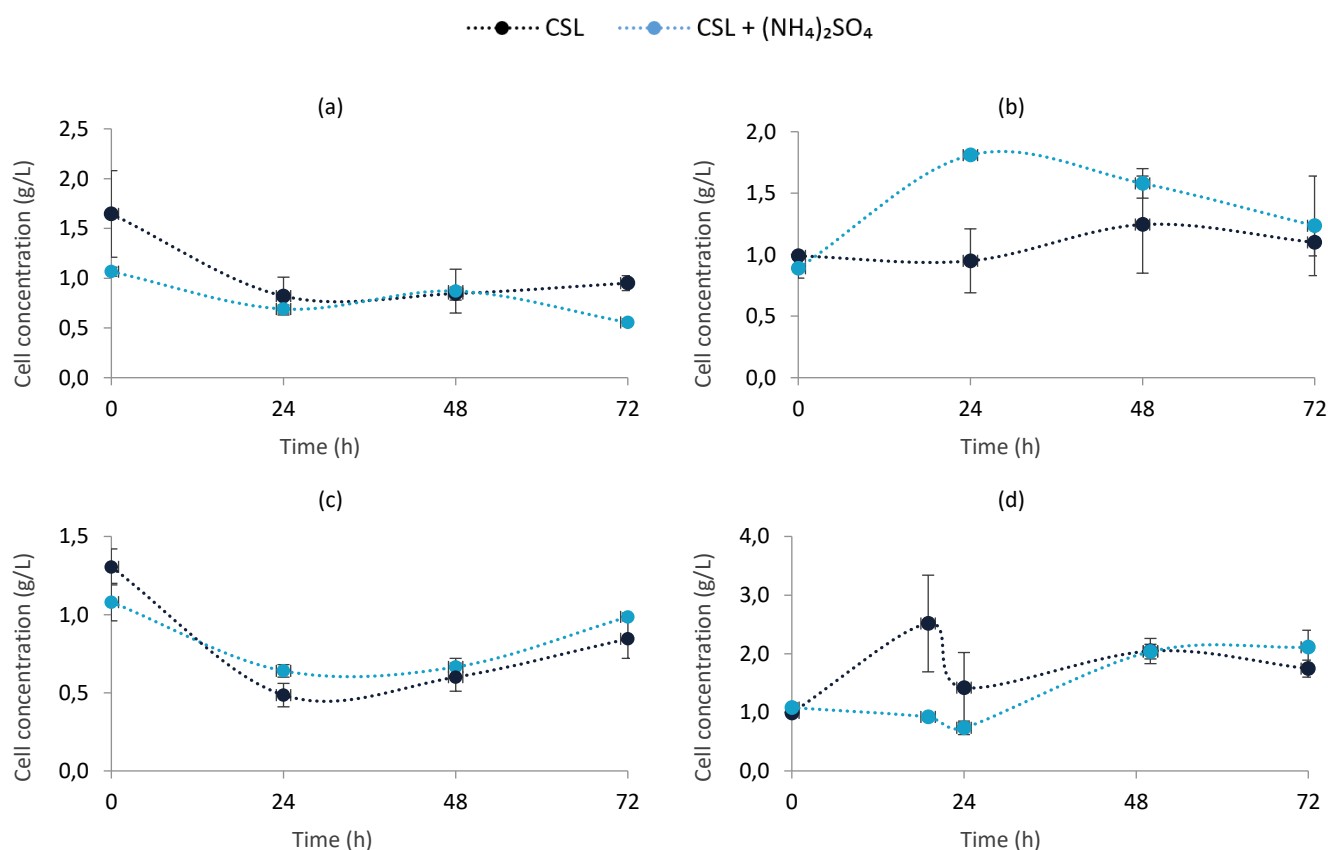 CSL CSL + (NH₄)₂SO₄
(a)
Cell concentration (g/L)
2,5
2,0
1,5
1,0
0,5
0,0
0 24 48 72
Time (h)
(b)
Cell concentration (g/L)
2,0
1,5
1,0
0,5
0,0
0 24 48 72
Time (h)
(c)
Cell concentration (g/L)
1,5
1,0
0,5
0,0
0 24 48 72
Time (h)
(d)
Cell concentration (g/L)
4,0
3,0
2,0
1,0
0,0
0 24 48 72
Time (h)